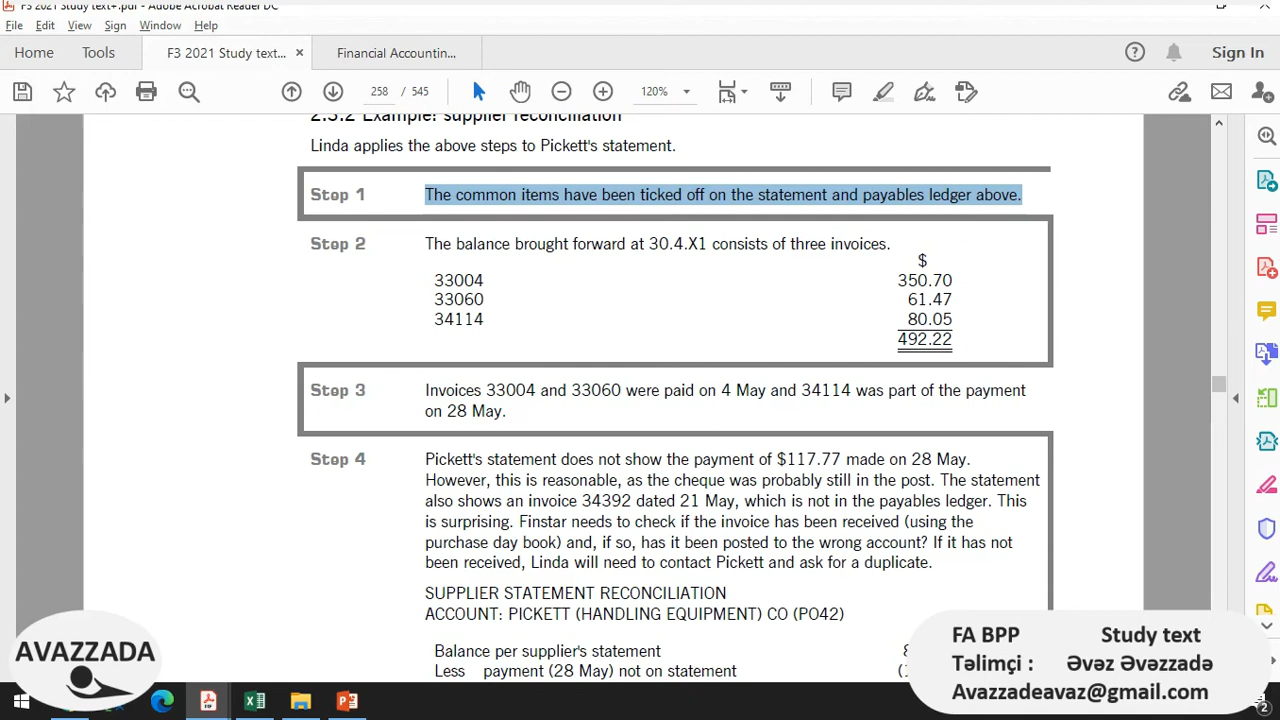 F3 2021 Study text+.pdf - Adobe Acrobat Reader DC
File Edit View Sign Window Help
Home Tools F3 2021 Study text... × Financial Accountin... Sign In
258 / 545 120%
2.3.2 Example: supplier reconciliation
Linda applies the above steps to Pickett's statement.
Step 1 The common items have been ticked off on the statement and payables ledger above.
Step 2 The balance brought forward at 30.4.X1 consists of three invoices.
$
33004 350.70
33060 61.47
34114 80.05
492.22
Step 3 Invoices 33004 and 33060 were paid on 4 May and 34114 was part of the payment
on 28 May.
Step 4 Pickett's statement does not show the payment of $117.77 made on 28 May.
However, this is reasonable, as the cheque was probably still in the post. The statement
also shows an invoice 34392 dated 21 May, which is not in the payables ledger. This
is surprising. Finstar needs to check if the invoice has been received (using the
purchase day book) and, if so, has it been posted to the wrong account? If it has not
been received, Linda will need to contact Pickett and ask for a duplicate.
SUPPLIER STATEMENT RECONCILIATION
ACCOUNT: PICKETT (HANDLING EQUIPMENT) CO (PO42)
Balance per supplier's statement 8
Less payment (28 May) not on statement (1
AVAZZADA
FA BPP Study text
Təlimçi : Əvəz Əvəzzadə
Avazzadeavaz@gmail.com
2